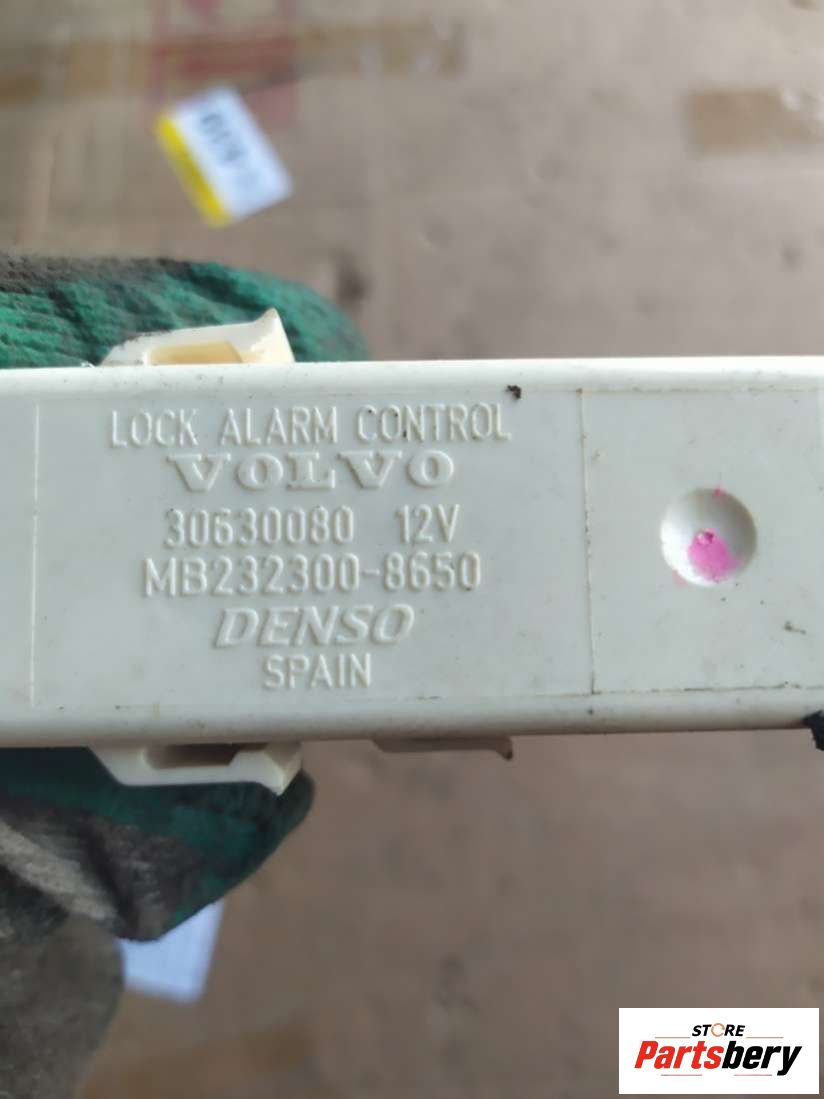 LOCK ALARM CONTROL
VOLVO
30630080 12V
MB232300-8650
DENSO
SPAIN
STORE
Partsbery